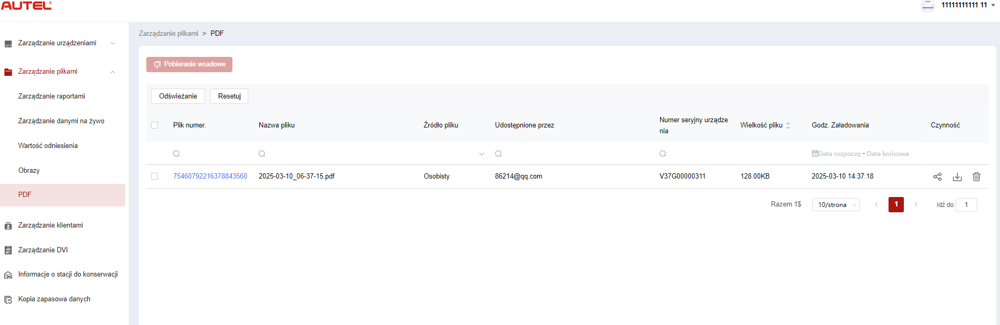 AUTEL
11111111111 11
Zarządzanie urządzeniami
Zarządzanie plikami
Zarządzanie raportami
Zarządzanie danymi na żywo
Wartość odniesienia
Obrazy
PDF
Zarządzanie klientami
Zarządzanie DVI
Informacje o stacji do konserwacji
Kopia zapasowa danych
Zarządzanie plikami > PDF
Pobieranie wsadowe
Odświeżanie Resetuj
Plik numer. Nazwa pliku Źródło pliku Udostępnione przez Numer seryjny urządze
nia Wielkość pliku Godz. Załadowania Czynność
Data rozpoczę - Data końcowa
75460792216378843560 2025-03-10_06-37-15.pdf Osobisty 86214@qq.com V37G00000311 128.00KB 2025-03-10 14:37:18
Razem 1$ 10/strona 1 Idź do 1